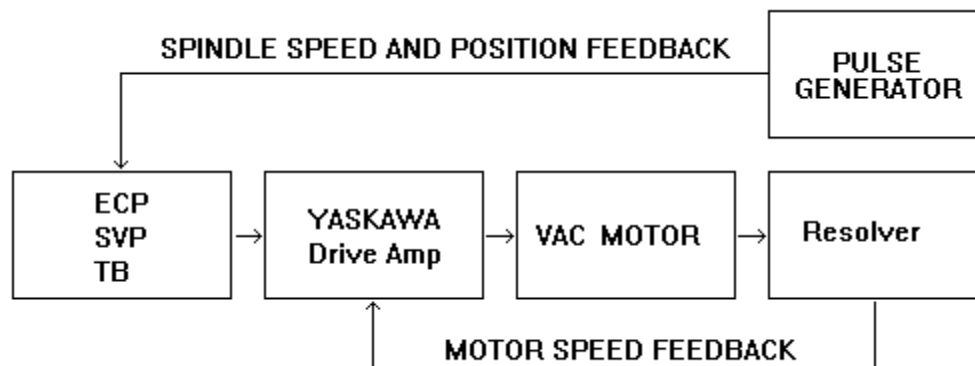 SPINDLE SPEED AND POSITION FEEDBACK
PULSE
GENERATOR
ECP
SVP
TB
YASKAWA
Drive Amp
VAC MOTOR
Resolver
MOTOR SPEED FEEDBACK